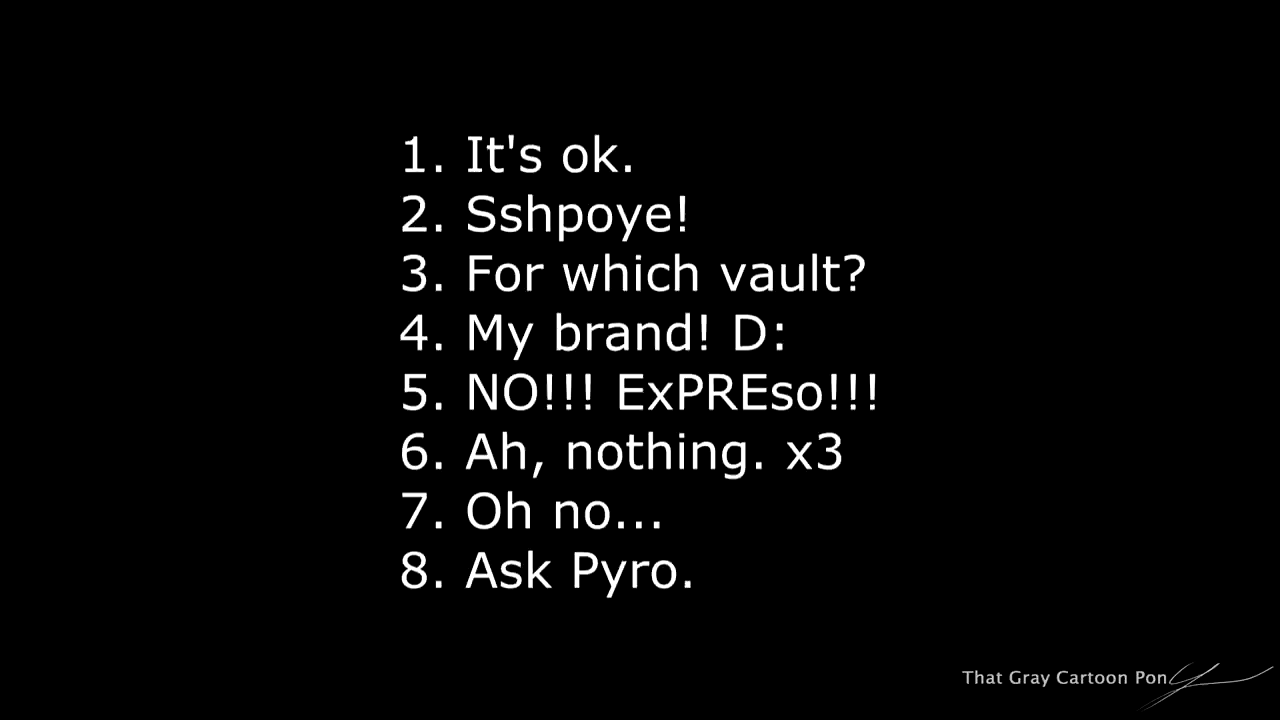 1. It's ok.
2. Sshpoye!
3. For which vault?
4. My brand! D:
5. NO!!! ExPREso!!!
6. Ah, nothing. x3
7. Oh no...
8. Ask Pyro.
That Gray Cartoon Pony